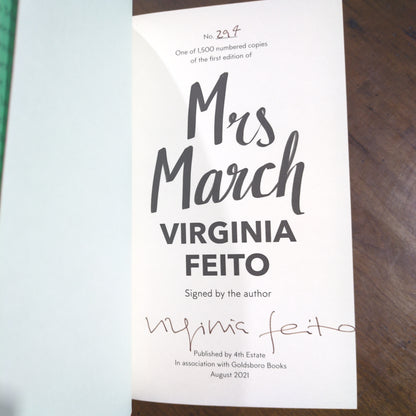 No. 294
One of 1,500 numbered copies
of the first edition of
Mrs
March
VIRGINIA
FEITO
Signed by the author
virginia feito
Published by 4th Estate
In association with Goldsboro Books
August 2021